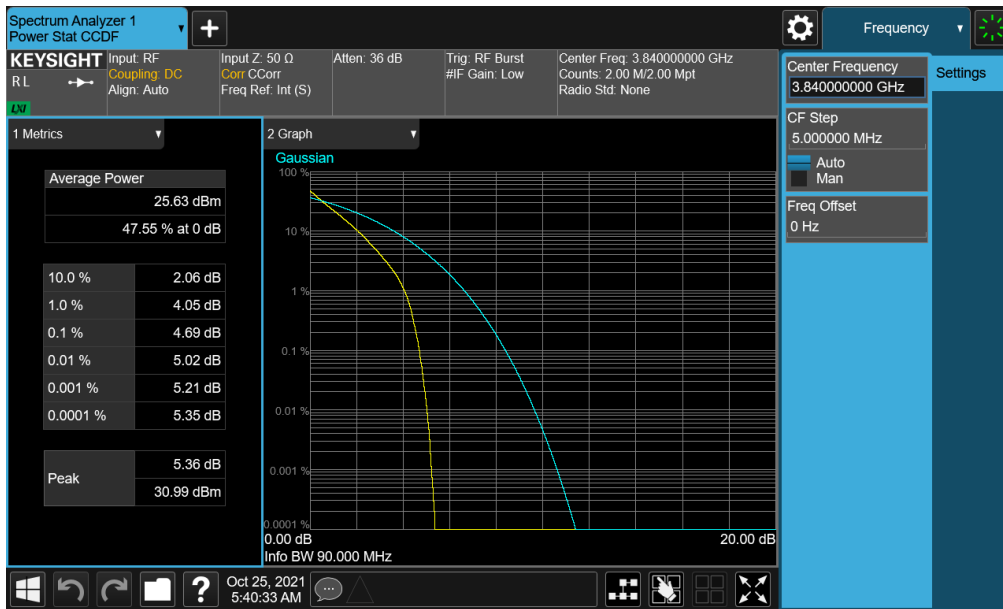 Spectrum Analyzer 1
Power Stat CCDF
+
Frequency
KEYSIGHT
RL
LXI
Input: RF
Coupling: DC
Align: Auto
Input Z: 50 Ω
Corr CCorr
Freq Ref: Int (S)
Atten: 36 dB
Trig: RF Burst
#IF Gain: Low
Center Freq: 3.840000000 GHz
Counts: 2.00 M/2.00 Mpt
Radio Std: None
Center Frequency
3.840000000 GHz
Settings
CF Step
5.000000 MHz
Auto
Man
Freq Offset
0 Hz
1 Metrics
Average Power
25.63 dBm
47.55 % at 0 dB
10.0 % 2.06 dB
1.0 % 4.05 dB
0.1 % 4.69 dB
0.01 % 5.02 dB
0.001 % 5.21 dB
0.0001 % 5.35 dB
Peak
5.36 dB
30.99 dBm
2 Graph
Gaussian
100 %
10 %
1 %
0.1 %
0.01 %
0.001 %
0.0001 %
0.00 dB 20.00 dB
Info BW 90.000 MHz
?
Oct 25, 2021
5:40:33 AM